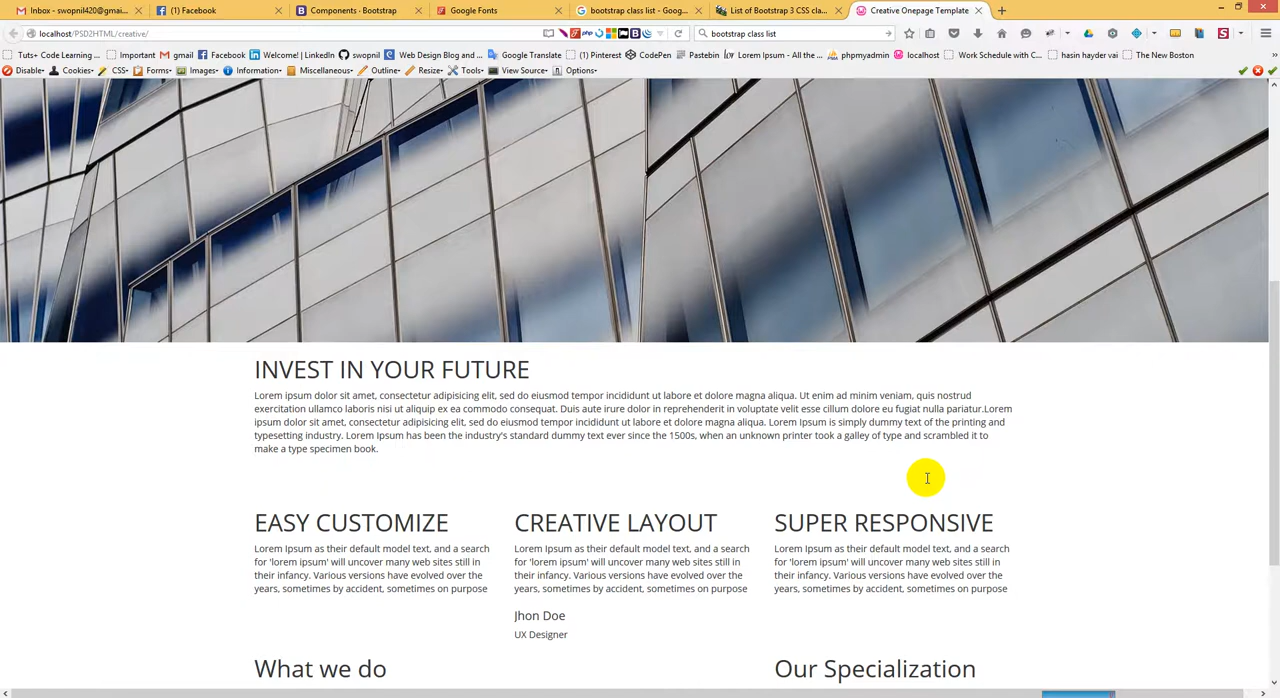 Inbox - swopnil420@gmai...
(1) Facebook
Components · Bootstrap
Google Fonts
bootstrap class list - Goog...
List of Bootstrap 3 CSS cla...
Creative Onepage Template
localhost/PSD2HTML/creative/
bootstrap class list
Tuts+ Code Learning ...
Important
gmail
Facebook
Welcome! | LinkedIn
swopnil
Web Design Blog and ...
Google Translate
(1) Pinterest
CodePen
Pastebin
Lorem Ipsum - All the ...
phpmyadmin
localhost
Work Schedule with C...
hasin hayder vai
The New Boston
Disable
Cookies
CSS
Forms
Images
Information
Miscellaneous
Outline
Resize
Tools
View Source
Options
INVEST IN YOUR FUTURE
Lorem ipsum dolor sit amet, consectetur adipisicing elit, sed do eiusmod tempor incididunt ut labore et dolore magna aliqua. Ut enim ad minim veniam, quis nostrud
exercitation ullamco laboris nisi ut aliquip ex ea commodo consequat. Duis aute irure dolor in reprehenderit in voluptate velit esse cillum dolore eu fugiat nulla pariatur.Lorem
ipsum dolor sit amet, consectetur adipisicing elit, sed do eiusmod tempor incididunt ut labore et dolore magna aliqua. Lorem Ipsum is simply dummy text of the printing and
typesetting industry. Lorem Ipsum has been the industry's standard dummy text ever since the 1500s, when an unknown printer took a galley of type and scrambled it to
make a type specimen book.
EASY CUSTOMIZE
Lorem Ipsum as their default model text, and a search
for 'lorem ipsum' will uncover many web sites still in
their infancy. Various versions have evolved over the
years, sometimes by accident, sometimes on purpose
CREATIVE LAYOUT
Lorem Ipsum as their default model text, and a search
for 'lorem ipsum' will uncover many web sites still in
their infancy. Various versions have evolved over the
years, sometimes by accident, sometimes on purpose
SUPER RESPONSIVE
Lorem Ipsum as their default model text, and a search
for 'lorem ipsum' will uncover many web sites still in
their infancy. Various versions have evolved over the
years, sometimes by accident, sometimes on purpose
Jhon Doe
UX Designer
What we do
Our Specialization